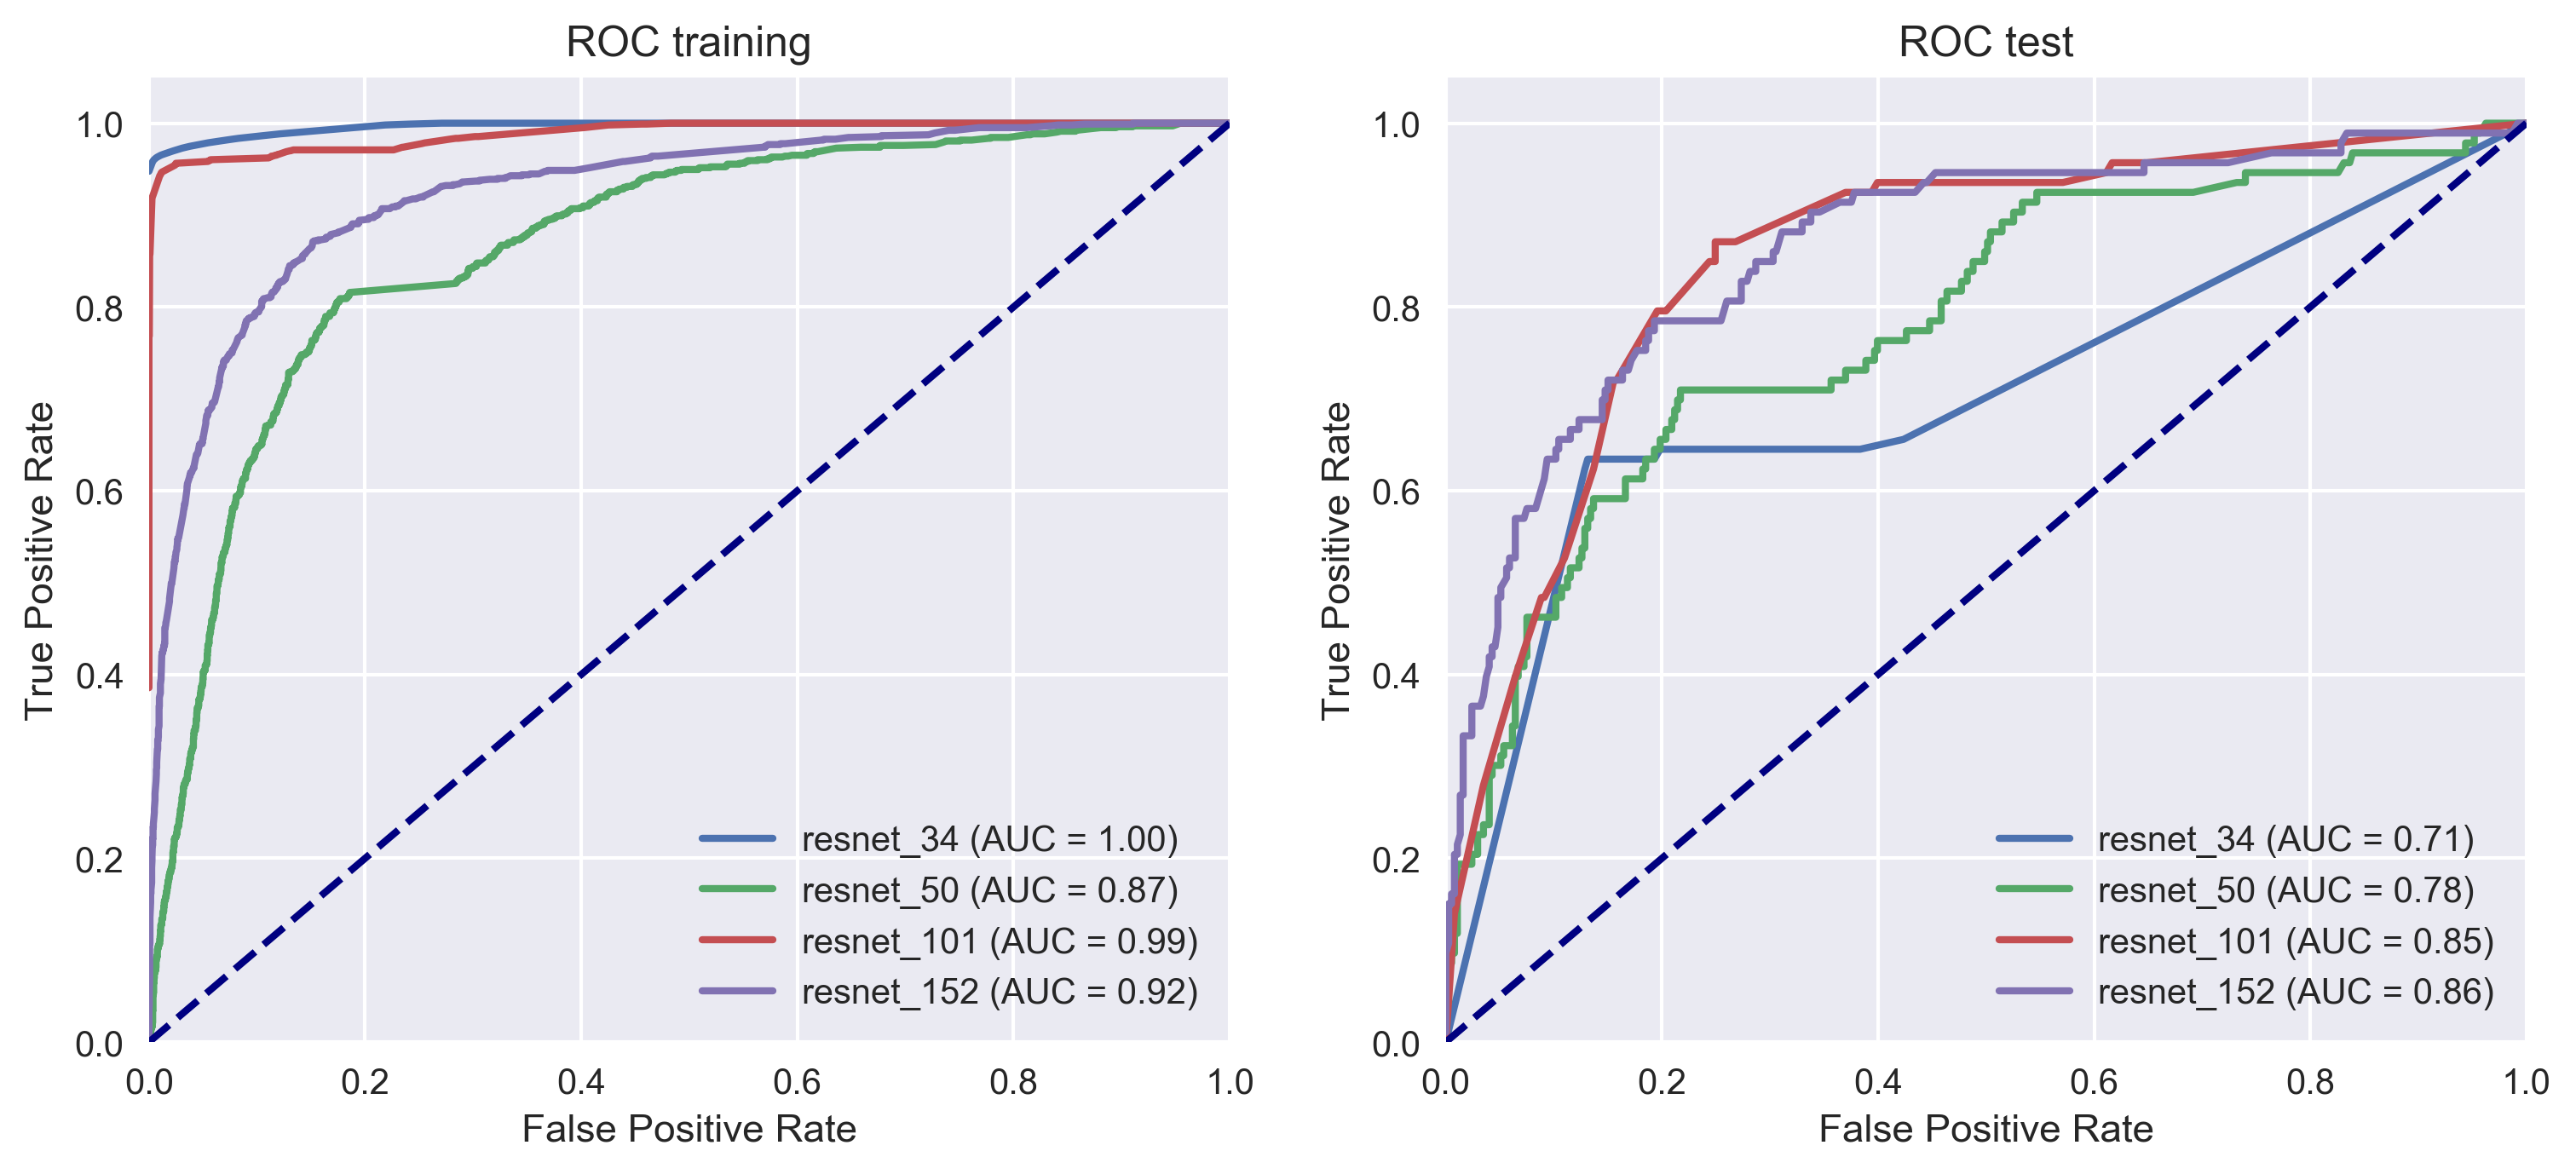 ROC training
True Positive Rate
1.0
0.8
0.6
0.4
0.2
0.0
resnet_34 (AUC = 1.00)
resnet_50 (AUC = 0.87)
resnet_101 (AUC = 0.99)
resnet_152 (AUC = 0.92)
0.0 0.2 0.4 0.6 0.8 1.0
False Positive Rate
ROC test
True Positive Rate
1.0
0.8
0.6
0.4
0.2
0.0
resnet_34 (AUC = 0.71)
resnet_50 (AUC = 0.78)
resnet_101 (AUC = 0.85)
resnet_152 (AUC = 0.86)
0.0 0.2 0.4 0.6 0.8 1.0
False Positive Rate